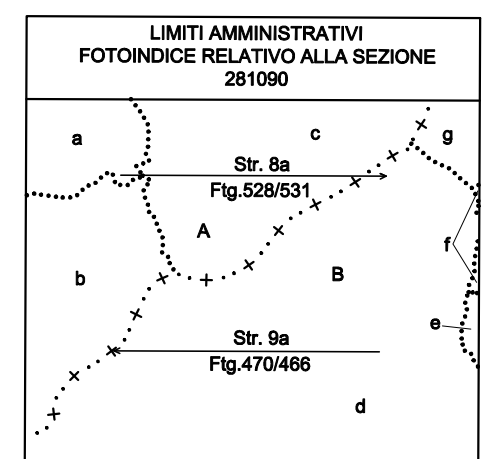 LIMITI AMMINISTRATIVI
FOTOINDICE RELATIVO ALLA SEZIONE
281090
a
c
g
Str. 8a
Ftg.528/531
A
f
b
B
e
Str. 9a
Ftg.470/466
d